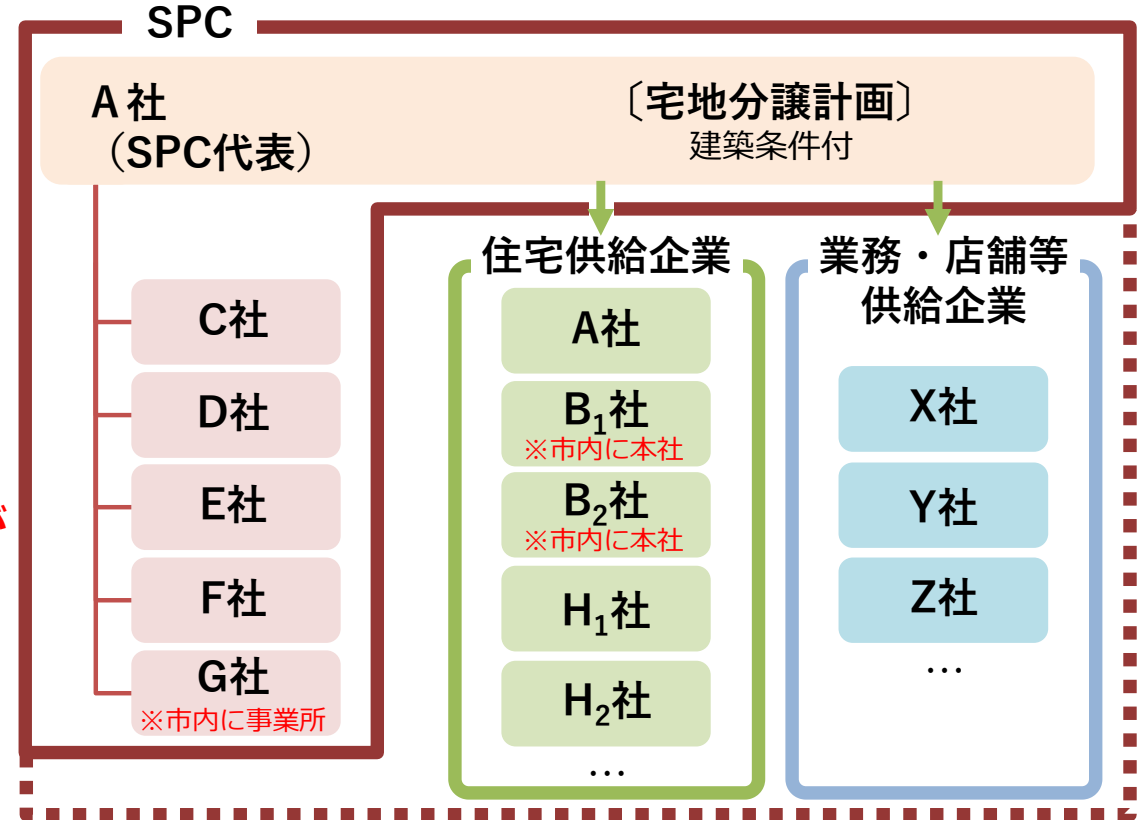 SPC
A社
（SPC代表）
〔宅地分譲計画〕
建築条件付
C社
D社
E社
F社
G社
※市内に事業所
が
住宅供給企業
A社
B₁社
※市内に本社
B₂社
※市内に本社
H₁社
H₂社
…
業務・店舗等
供給企業
X社
Y社
Z社
…